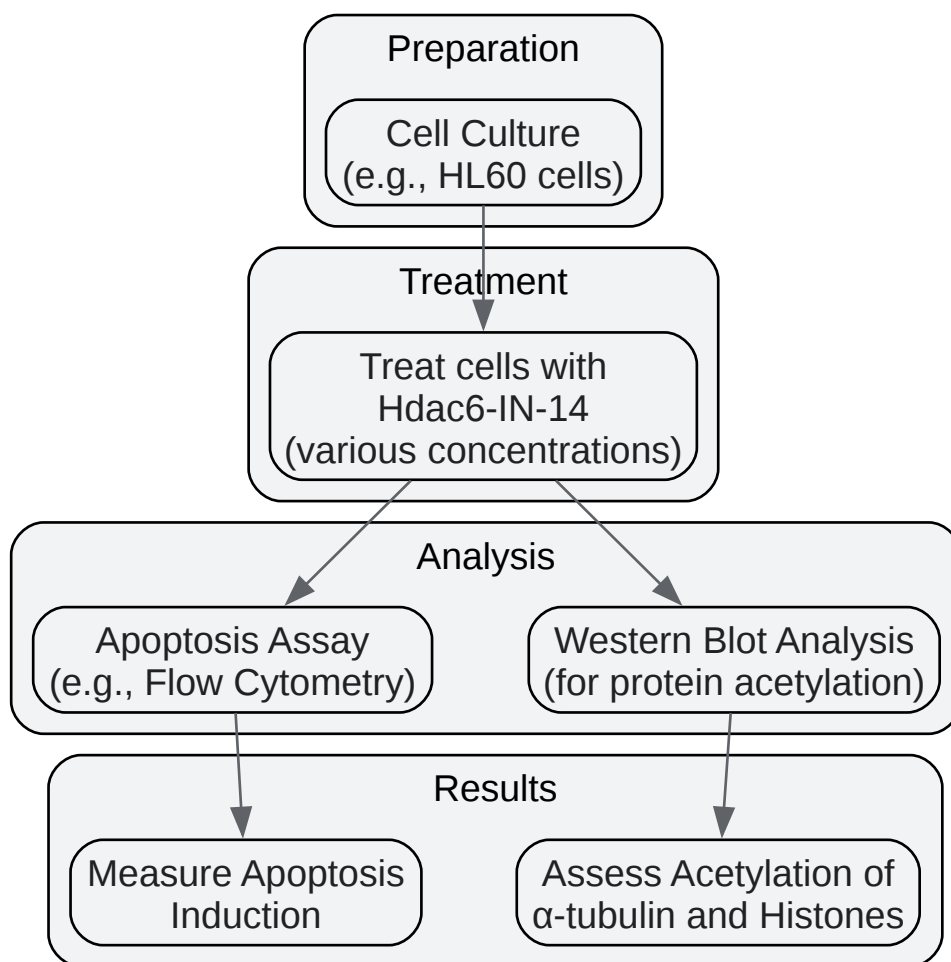 Preparation
Cell Culture
(e.g., HL60 cells)
Treatment
Treat cells with
Hdac6-IN-14
(various concentrations)
Analysis
Apoptosis Assay
(e.g., Flow Cytometry)
Western Blot Analysis
(for protein acetylation)
Results
Measure Apoptosis
Induction
Assess Acetylation of
α-tubulin and Histones